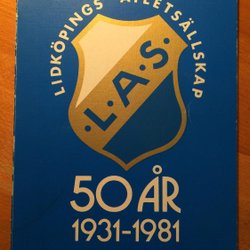 LIDKÖPINGS ATLETSÄLLSKAP
·L·A·S·
50 ÅR
1931-1981